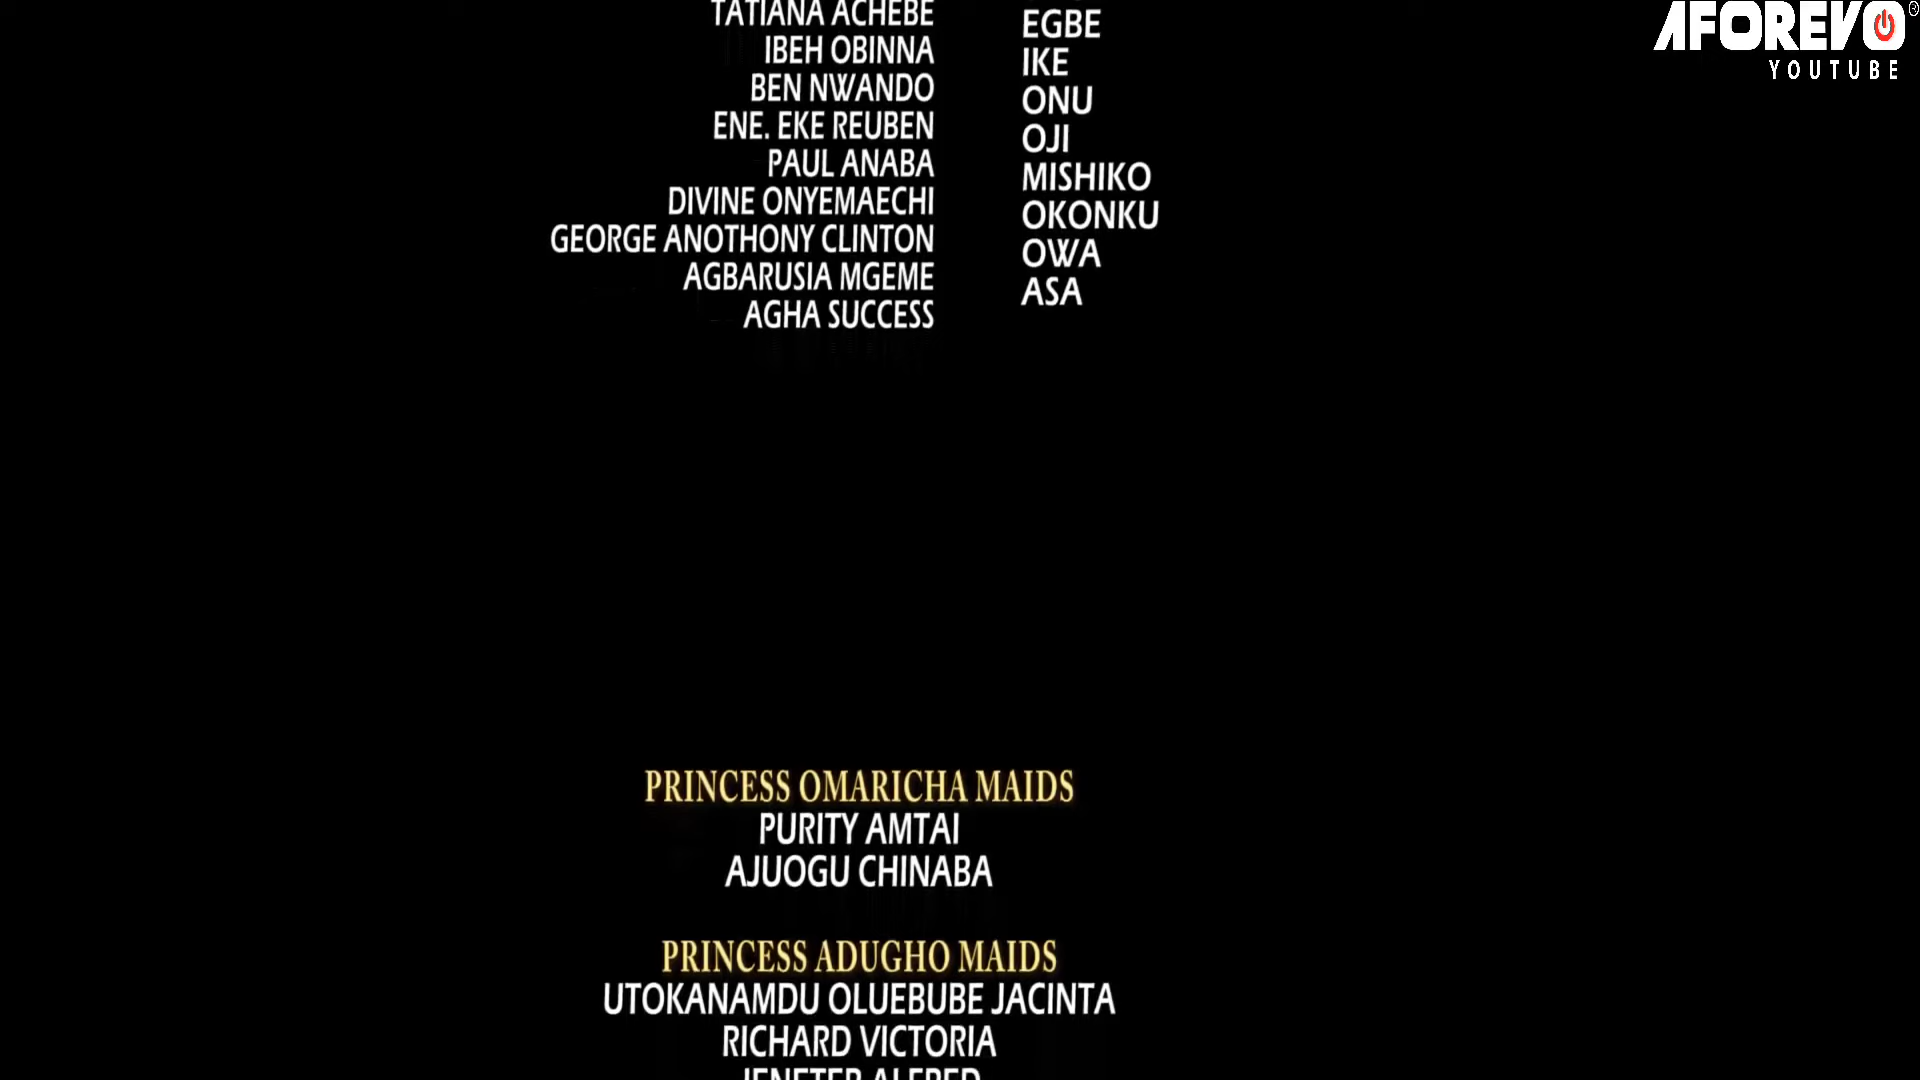 AFOREVO
YOUTUBE
TATIANA ACHEBE
IBEH OBINNA
BEN NWANDO
ENE. EKE REUBEN
PAUL ANABA
DIVINE ONYEMAECHI
GEORGE ANOTHONY CLINTON
AGBARUSIA MGEME
AGHA SUCCESS
EGBE
IKE
ONU
OJI
MISHIKO
OKONKU
OWA
ASA
PRINCESS OMARICHA MAIDS
PURITY AMTAI
AJUOGU CHINABA
PRINCESS ADUGHO MAIDS
UTOKANAMDU OLUEBUBE JACINTA
RICHARD VICTORIA